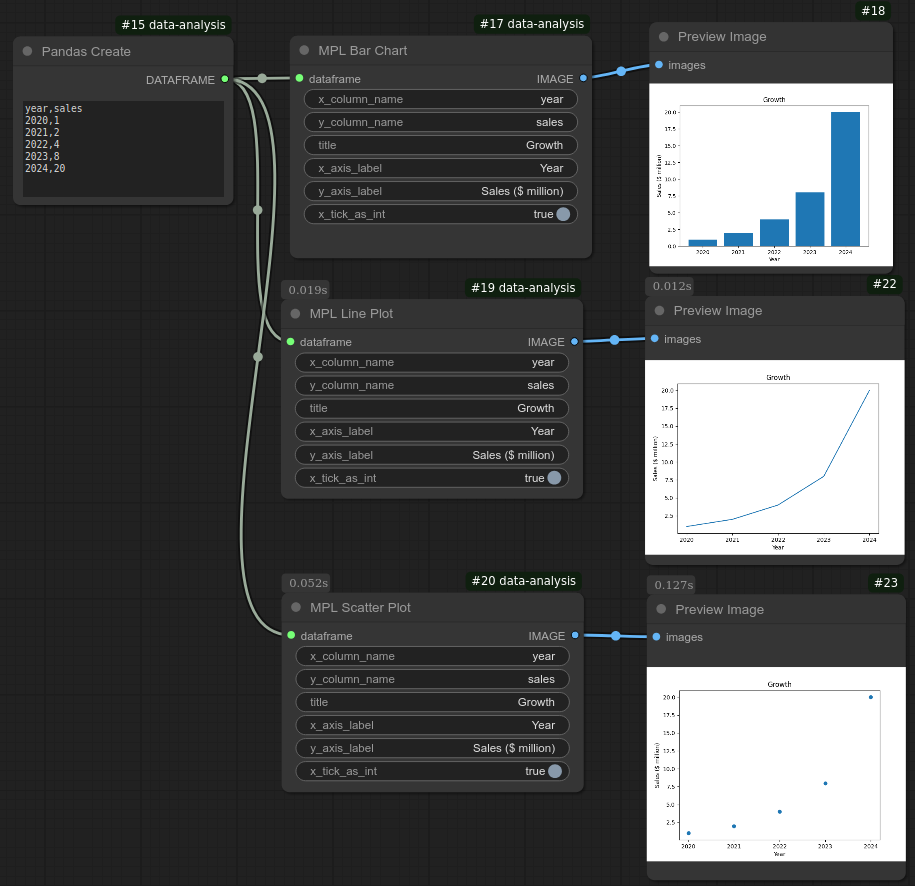 #15 data-analysis
Pandas Create
DATAFRAME
year,sales
2020,1
2021,2
2022,4
2023,8
2024,20
#17 data-analysis
MPL Bar Chart
dataframe IMAGE
x_column_name year
y_column_name sales
title Growth
x_axis_label Year
y_axis_label Sales ($ million)
x_tick_as_int true
#18
Preview Image
images
Growth
20.0
17.5
15.0
12.5
10.0
7.5
5.0
2.5
0.0
Sales ($ million)
2020 2021 2022 2023 2024
Year
0.019s
#19 data-analysis
MPL Line Plot
dataframe IMAGE
x_column_name year
y_column_name sales
title Growth
x_axis_label Year
y_axis_label Sales ($ million)
x_tick_as_int true
0.012s
#22
Preview Image
images
Growth
20.0
17.5
15.0
12.5
10.0
7.5
5.0
2.5
Sales ($ million)
2020 2021 2022 2023 2024
Year
0.052s
#20 data-analysis
MPL Scatter Plot
dataframe IMAGE
x_column_name year
y_column_name sales
title Growth
x_axis_label Year
y_axis_label Sales ($ million)
x_tick_as_int true
0.127s
#23
Preview Image
images
Growth
20.0
17.5
15.0
12.5
10.0
7.5
5.0
2.5
Sales ($ million)
2020 2021 2022 2023 2024
Year